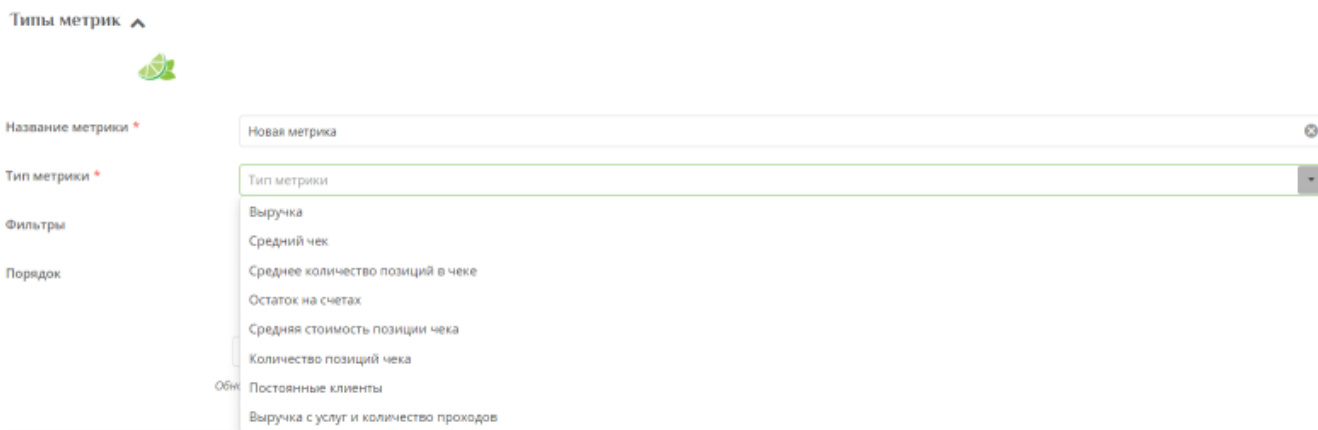 Типы метрик
Название метрики *
Новая метрика
Тип метрики *
Тип метрики
Выручка
Фильтры
Средний чек
Порядок
Среднее количество позиций в чеке
Остаток на счетах
Средняя стоимость позиции чека
Количество позиций чека
Постоянные клиенты
Выручка с услуг и количество проходов